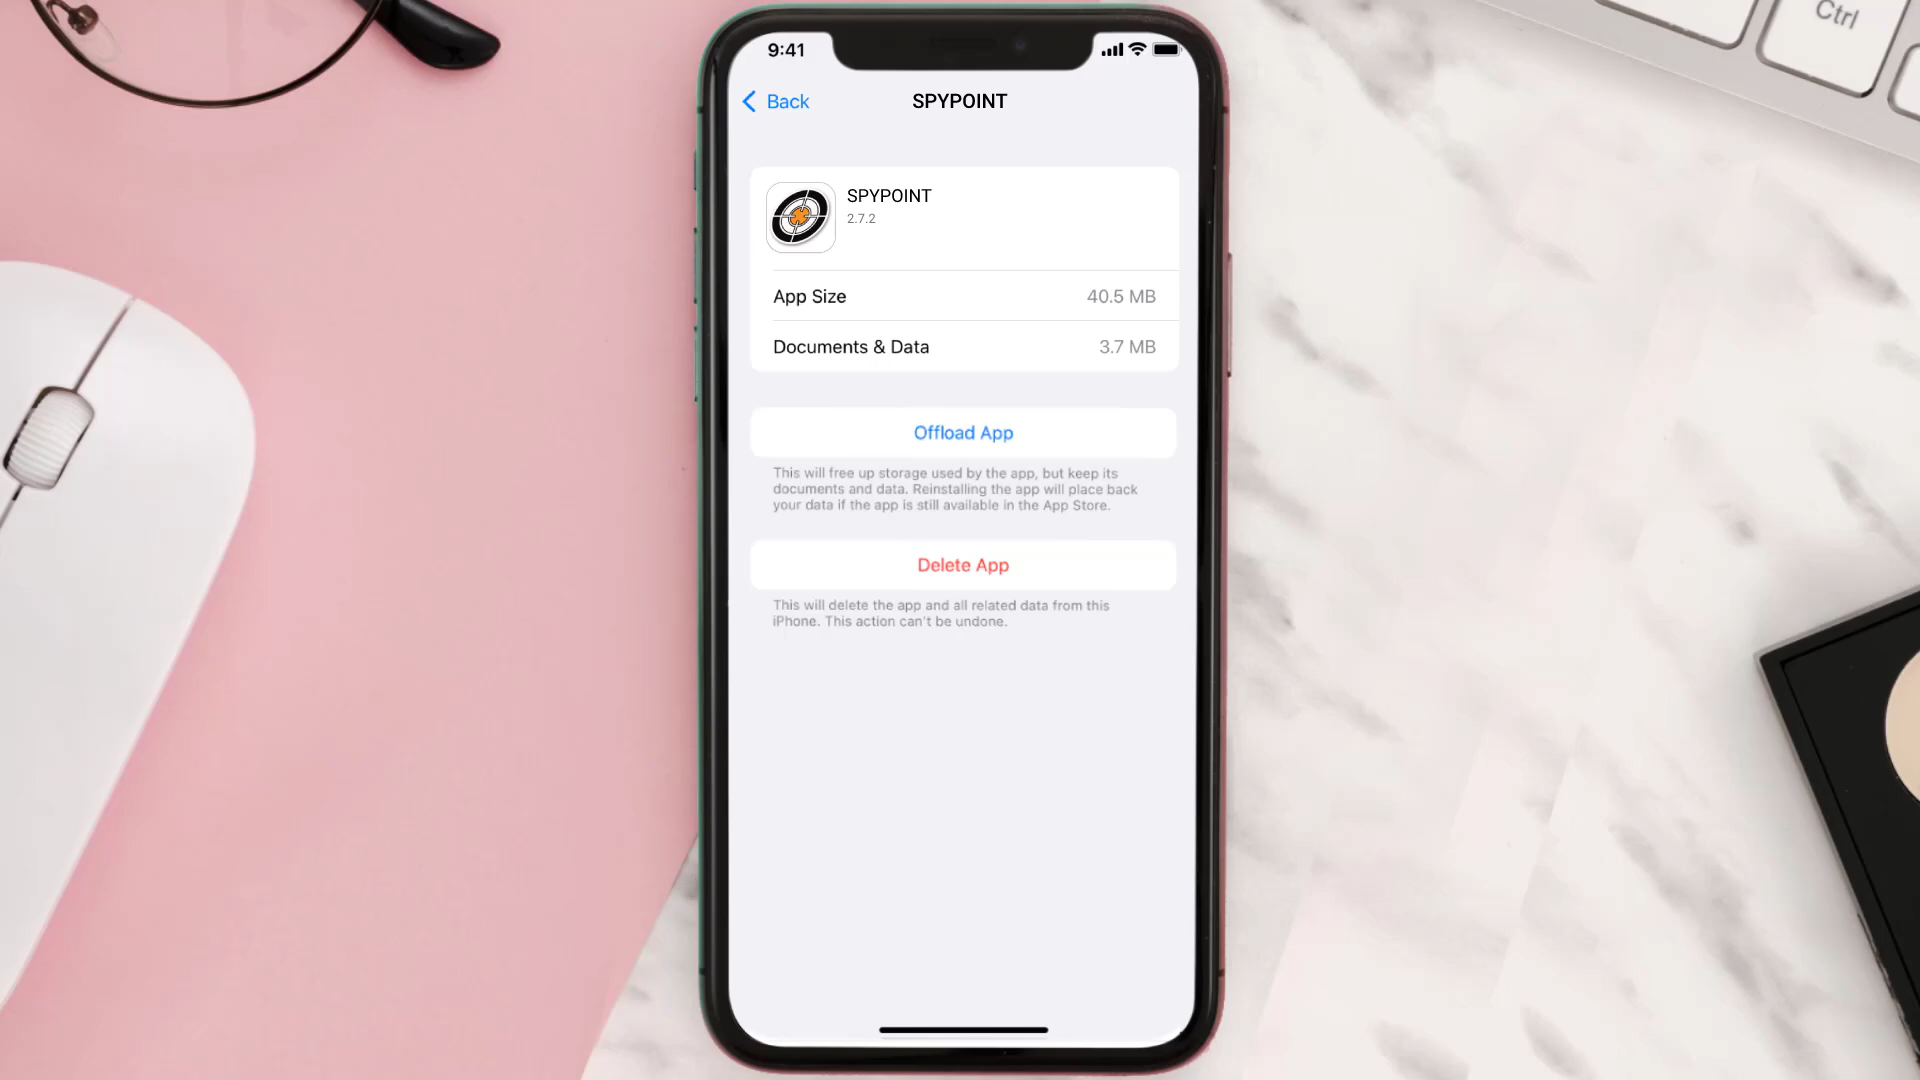 Ctrl
9:41
Back
SPYPOINT
SPYPOINT
2.7.2
App Size
40.5 MB
Documents & Data
3.7 MB
Offload App
This will free up storage used by the app, but keep its
documents and data. Reinstalling the app will place back
your data if the app is still available in the App Store.
Delete App
This will delete the app and all related data from this
iPhone. This action can't be undone.